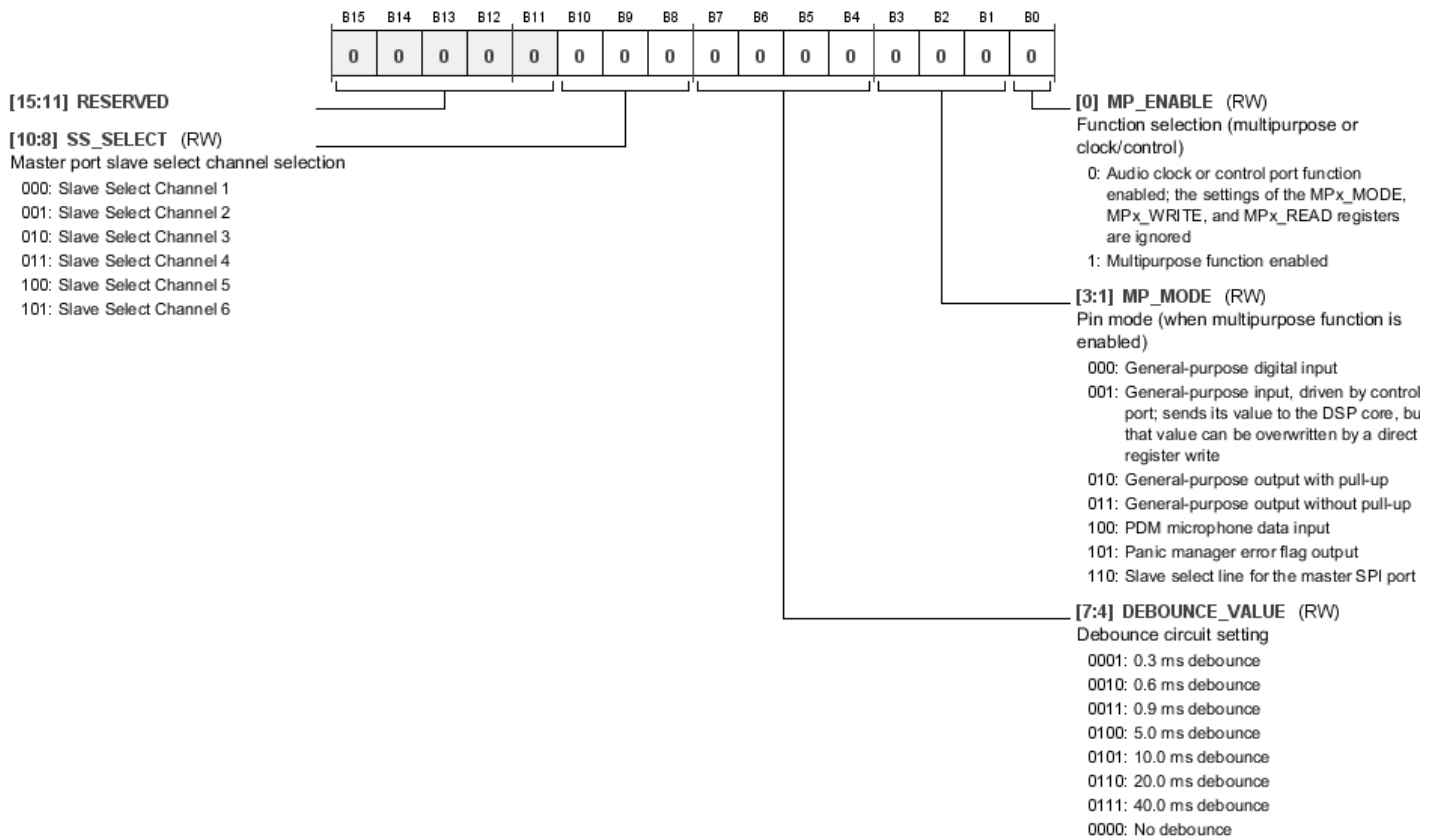 B15 B14 B13 B12 B11 B10 B9 B8 B7 B6 B5 B4 B3 B2 B1 B0
0 0 0 0 0 0 0 0 0 0 0 0 0 0 0 0
[15:11] RESERVED
[10:8] SS_SELECT (RW)
Master port slave select channel selection
000: Slave Select Channel 1
001: Slave Select Channel 2
010: Slave Select Channel 3
011: Slave Select Channel 4
100: Slave Select Channel 5
101: Slave Select Channel 6
[0] MP_ENABLE (RW)
Function selection (multipurpose or
clock/control)
0: Audio clock or control port function
enabled; the settings of the MPx_MODE,
MPx_WRITE, and MPx_READ registers
are ignored
1: Multipurpose function enabled
[3:1] MP_MODE (RW)
Pin mode (when multipurpose function is
enabled)
000: General-purpose digital input
001: General-purpose input, driven by control
port; sends its value to the DSP core, bu
that value can be overwritten by a direct
register write
010: General-purpose output with pull-up
011: General-purpose output without pull-up
100: PDM microphone data input
101: Panic manager error flag output
110: Slave select line for the master SPI port
[7:4] DEBOUNCE_VALUE (RW)
Debounce circuit setting
0001: 0.3 ms debounce
0010: 0.6 ms debounce
0011: 0.9 ms debounce
0100: 5.0 ms debounce
0101: 10.0 ms debounce
0110: 20.0 ms debounce
0111: 40.0 ms debounce
0000: No debounce